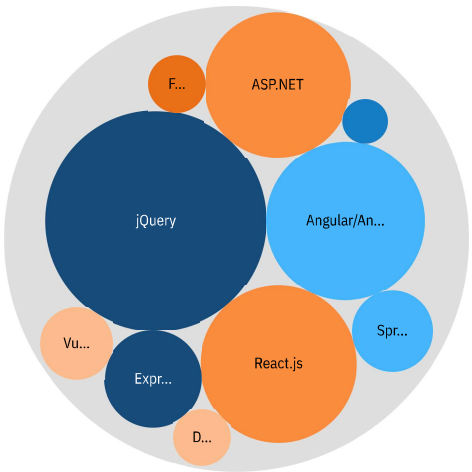 F...
ASP.NET
jQuery
Angular/An...
Vu...
Spr...
Expr...
React.js
D...